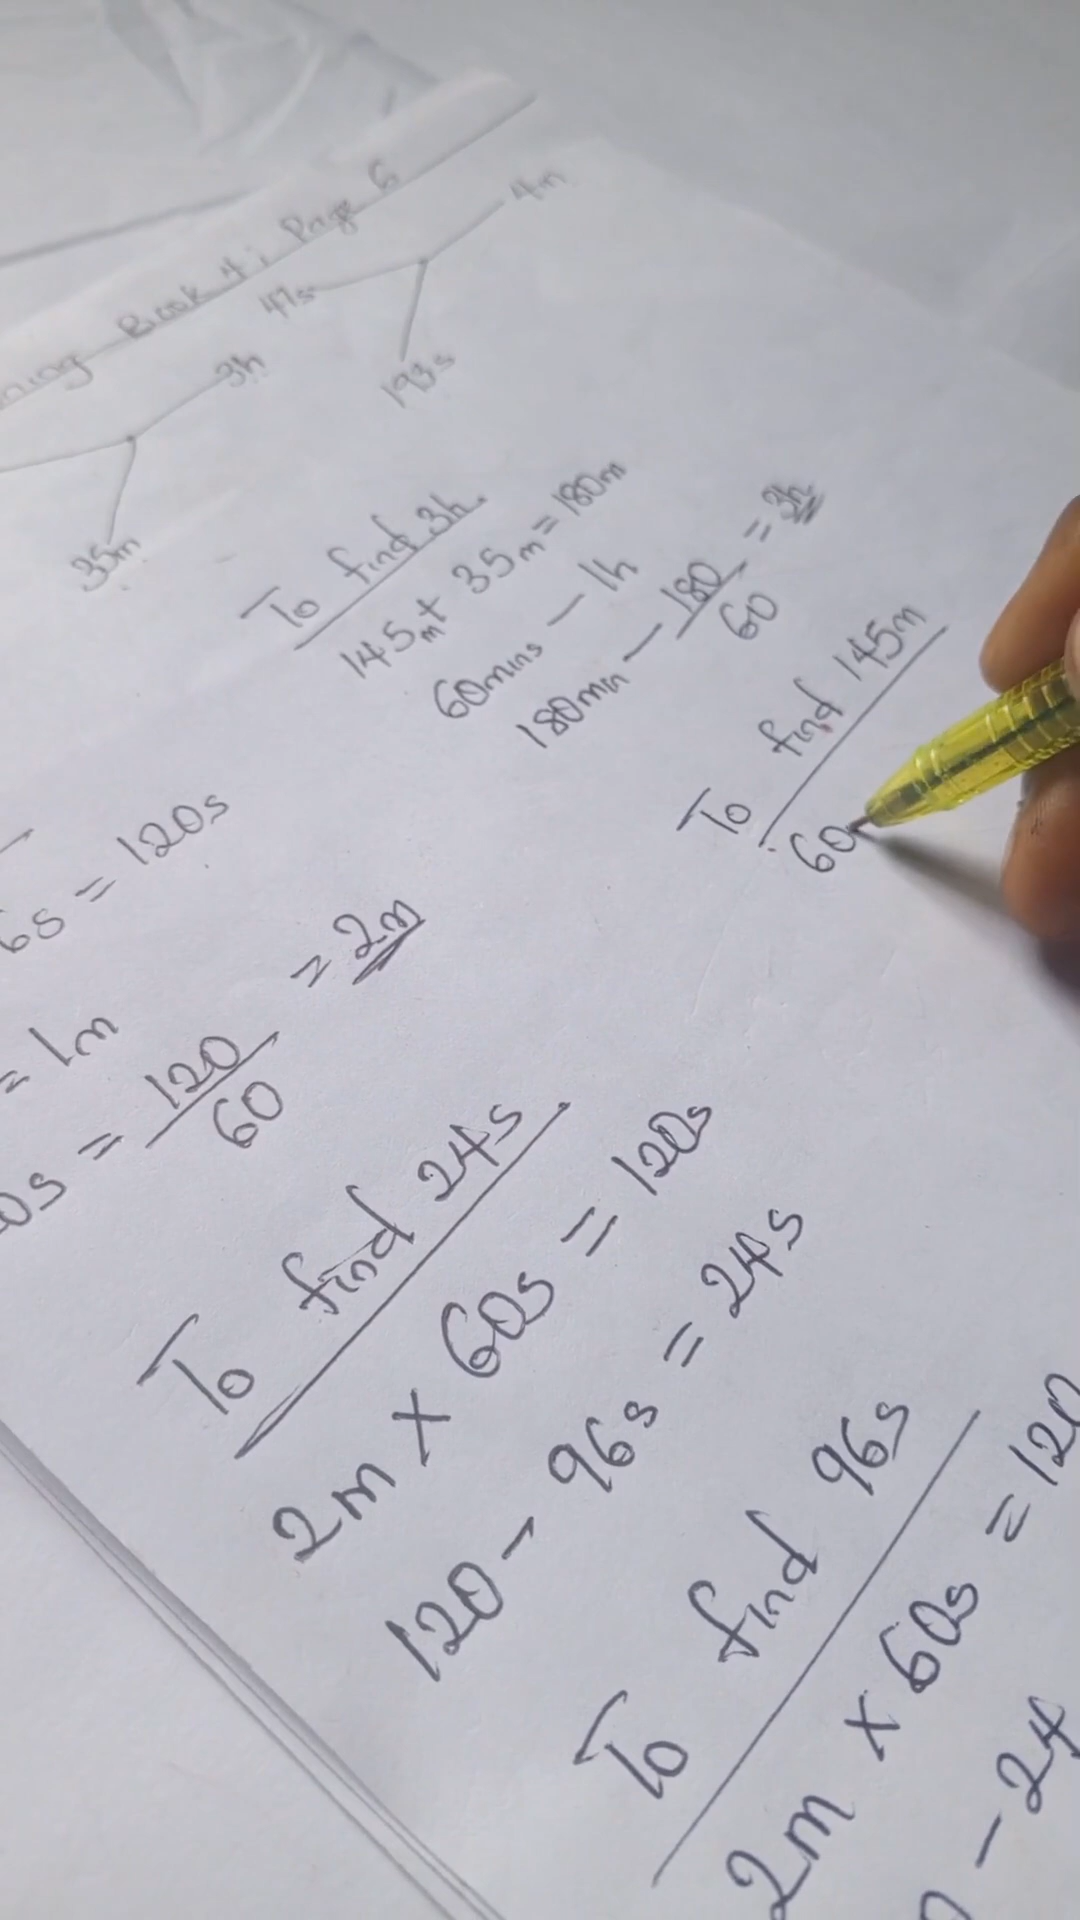 ning Book 4; Page 6
3h
35m
47s
4m
193s
To find 3h.
145m + 35m = 180m
60mins — 1h
180min — 180/60 = 3h
To find 145m
60
6s = 120s
= 1m
0s = 120/60 = 2m
To find 24s
2m × 60s = 120s
120 - 96s = 24s
To find 96s
2m × 60s = 120
- 24